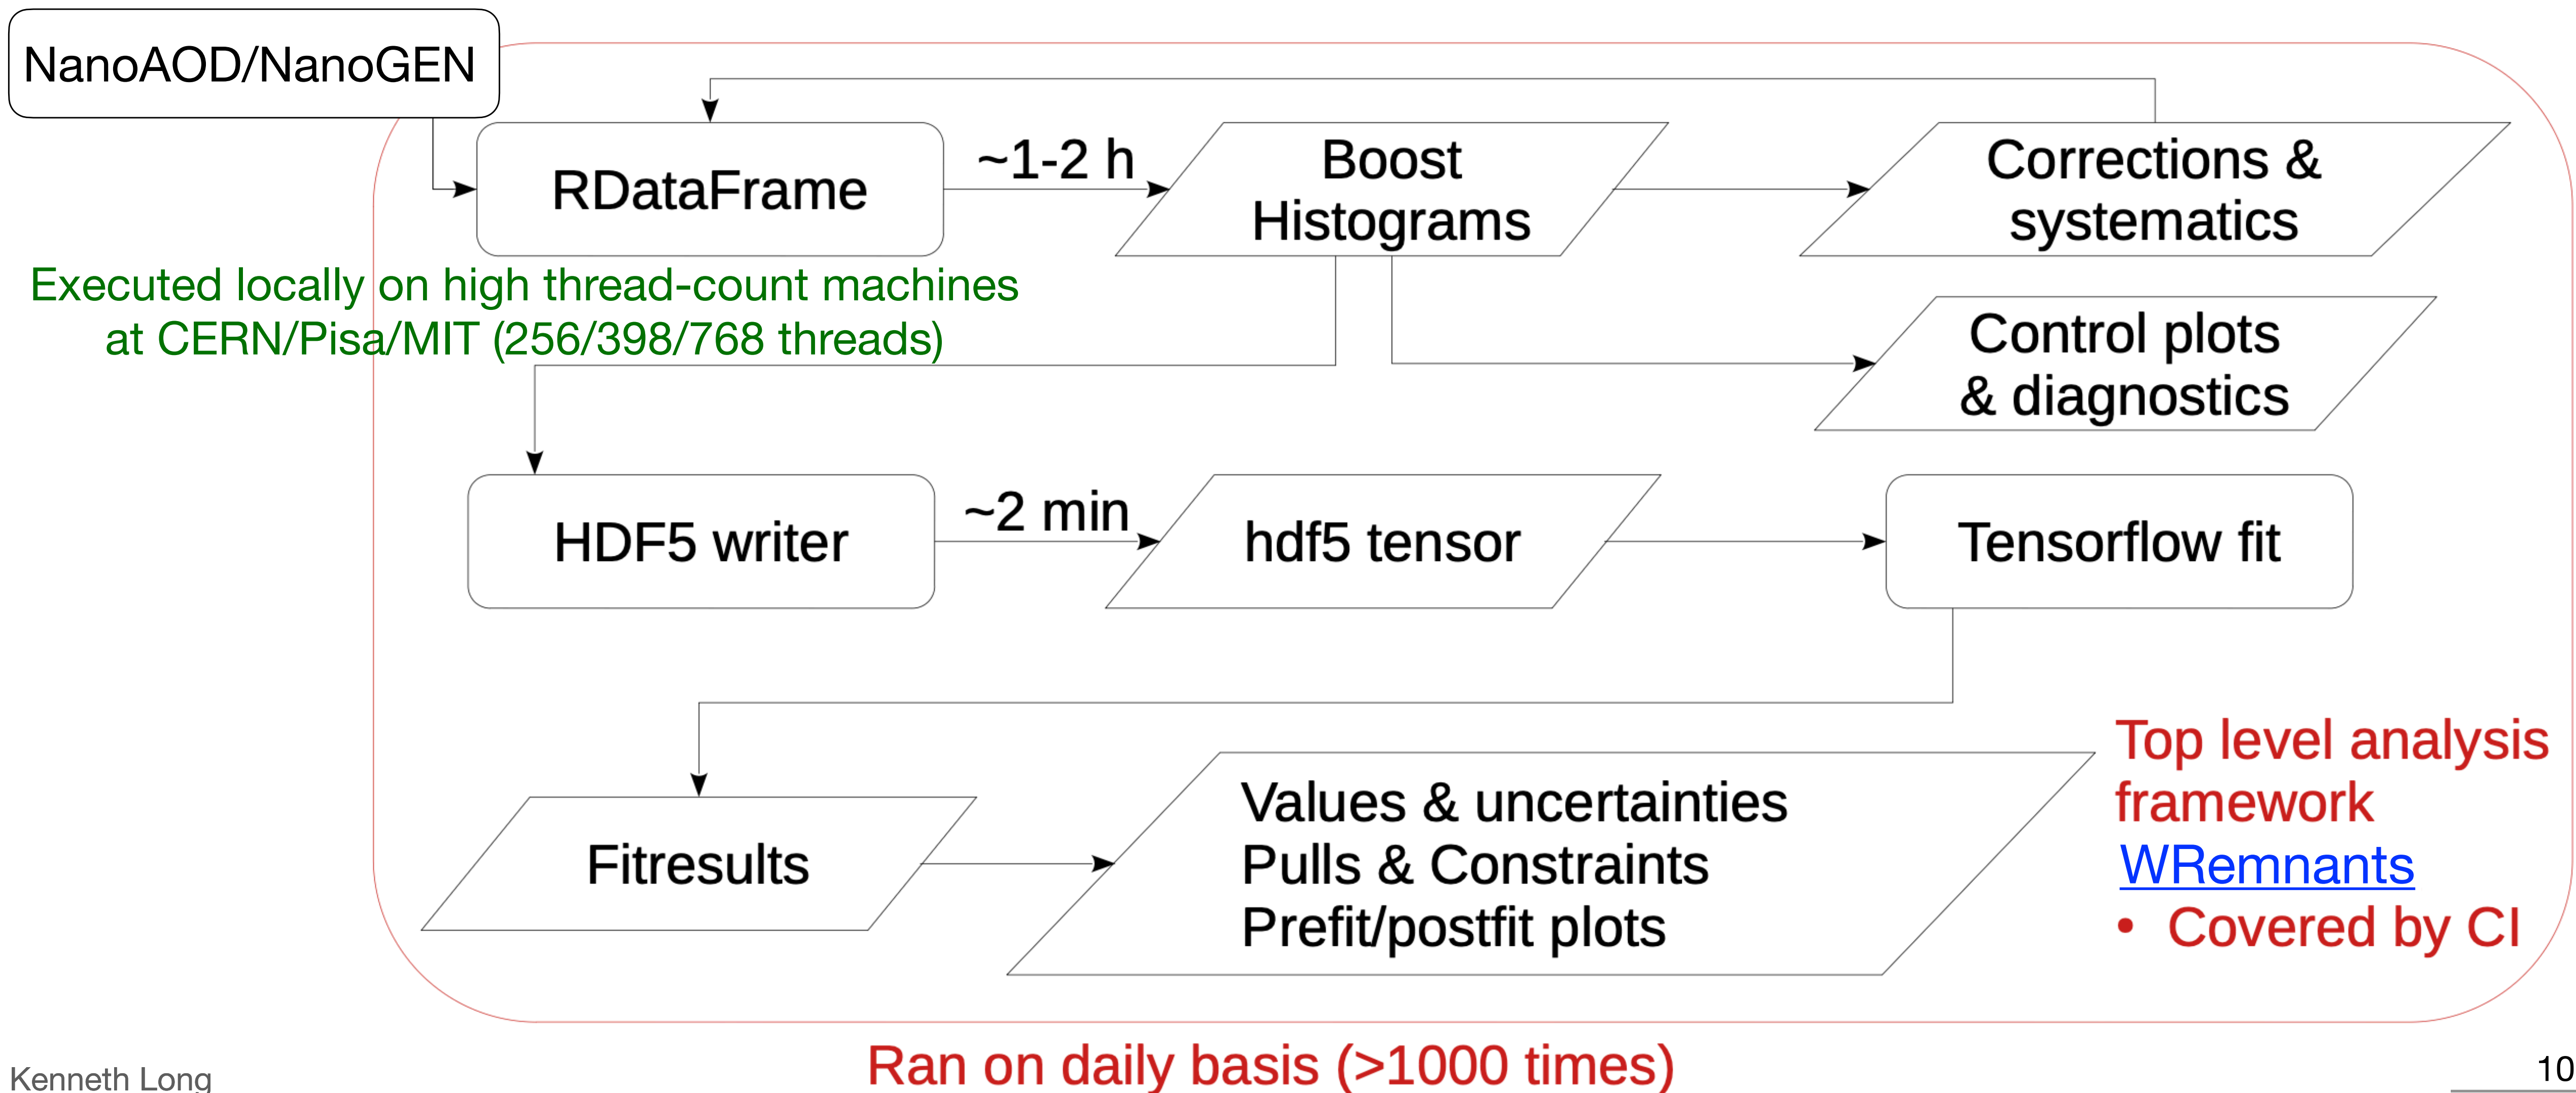 NanoAOD/NanoGEN
RDataFrame
~1-2 h
Boost
Histograms
Corrections &
systematics
Executed locally on high thread-count machines
at CERN/Pisa/MIT (256/398/768 threads)
Control plots
& diagnostics
HDF5 writer
~2 min
hdf5 tensor
Tensorflow fit
Fitresults
Values & uncertainties
Pulls & Constraints
Prefit/postfit plots
Top level analysis
framework
WRemnants
• Covered by CI
Ran on daily basis (>1000 times)
Kenneth Long
10